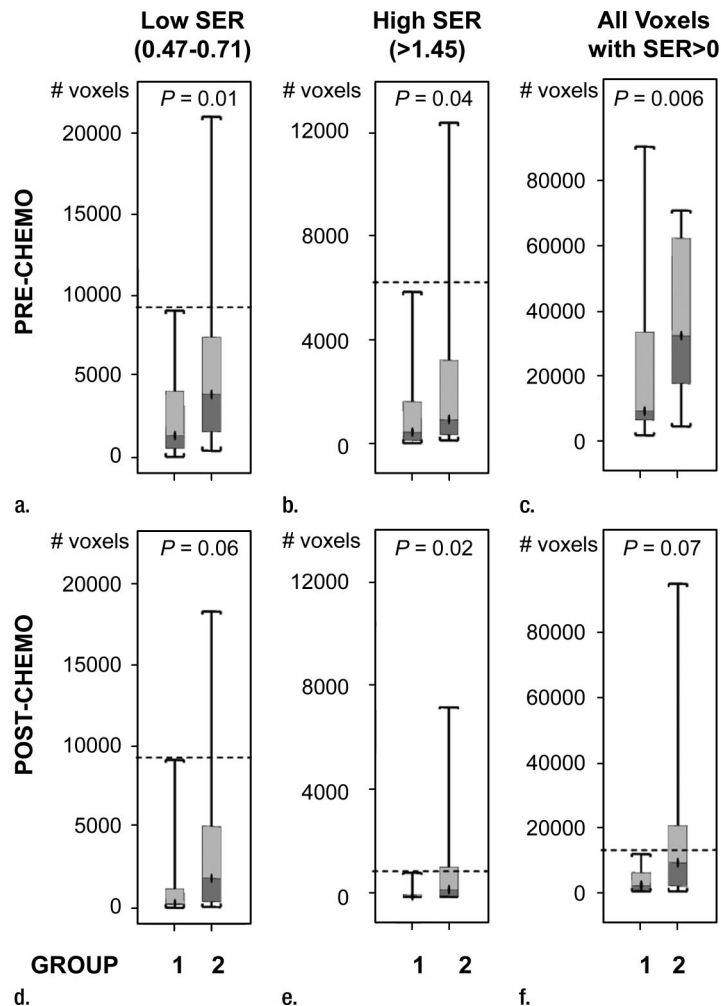 Low SER
(0.47-0.71)
High SER
(>1.45)
All Voxels
with SER>0
PRE-CHEMO
# voxels
P = 0.01
20000
15000
10000
5000
0
a.
# voxels
P = 0.04
12000
8000
4000
0
b.
# voxels
P = 0.006
80000
60000
40000
20000
0
c.
POST-CHEMO
# voxels
P = 0.06
20000
15000
10000
5000
0
# voxels
P = 0.02
12000
8000
4000
0
# voxels
P = 0.07
80000
60000
40000
20000
0
GROUP 1 2 1 2 1 2
d. e. f.